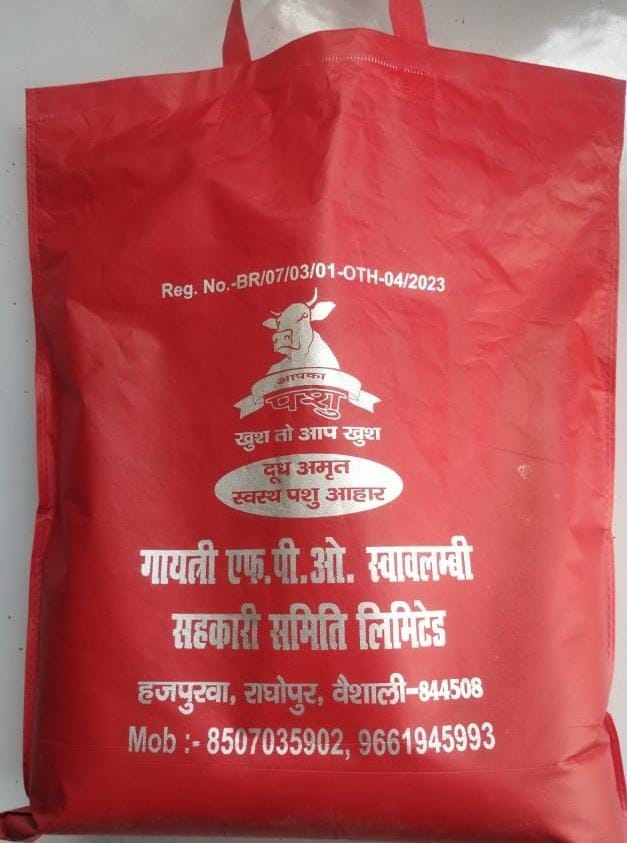 Reg. No.-BR/07/03/01-OTH-04/2023
आपका
पशु
खुश तो आप खुश
दूध अमृत
स्वस्थ पशु आहार
गायत्री एफ.पी.ओ. स्वावलम्बी
सहकारी समिति लिमिटेड
हजपुरवा, राघोपुर, वैशाली-844508
Mob :- 8507035902, 9661945993